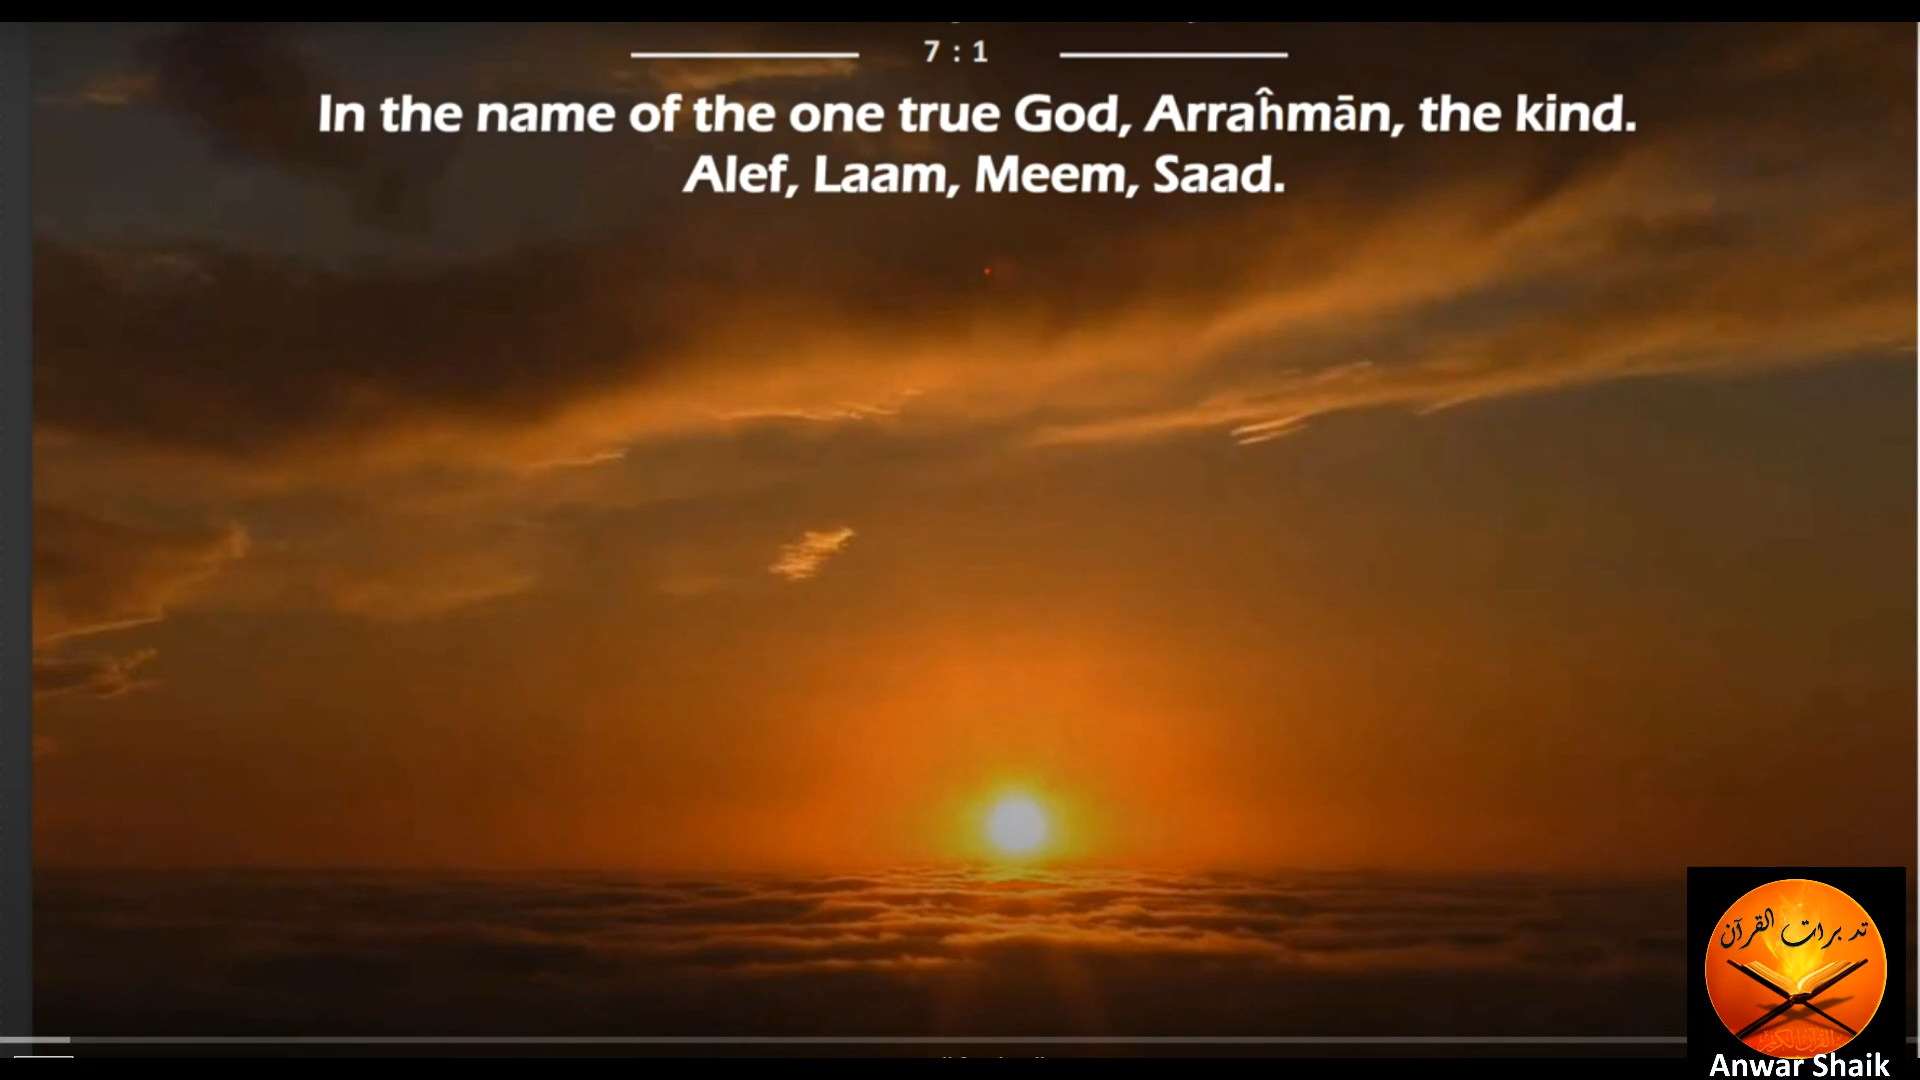 7 : 1
In the name of the one true God, Arraĥmān, the kind.
Alef, Laam, Meem, Saad.
تدبرات القرآن
Anwar Shaik